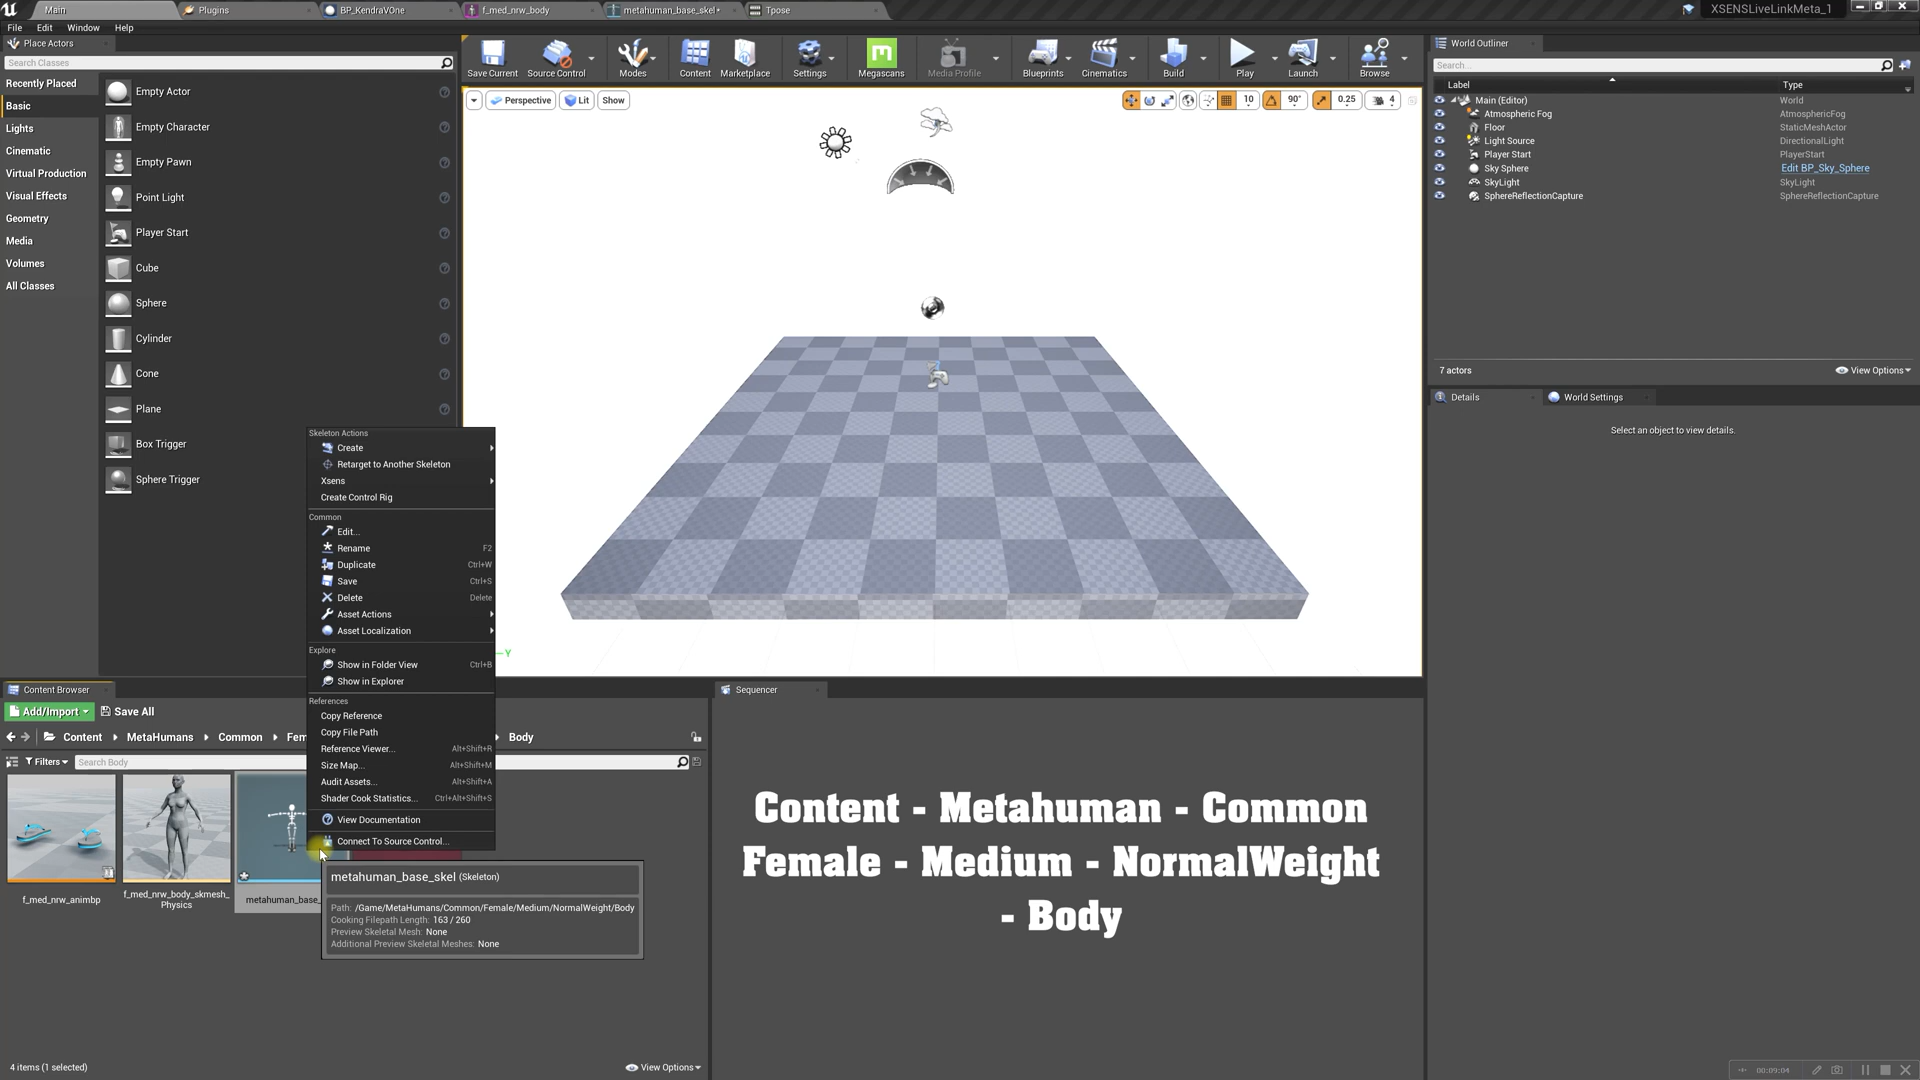 Main
Plugins
BP_KendraVOne
f_med_nrw_body
metahuman_base_skel*
Tpose
XSENSLiveLinkMeta_1
File Edit Window Help
Place Actors
Search Classes
Recently Placed
Basic
Lights
Cinematic
Virtual Production
Visual Effects
Geometry
Media
Volumes
All Classes
Empty Actor
Empty Character
Empty Pawn
Point Light
Player Start
Cube
Sphere
Cylinder
Cone
Plane
Box Trigger
Sphere Trigger
Save Current
Source Control
Modes
Content
Marketplace
Settings
Megascans
Media Profile
Blueprints
Cinematics
Build
Play
Launch
Browse
Perspective
Lit
Show
10
90°
0.25
4
World Outliner
Search...
Label Type
Main (Editor) World
Atmospheric Fog AtmosphericFog
Floor StaticMeshActor
Light Source DirectionalLight
Player Start PlayerStart
Sky Sphere Edit BP_Sky_Sphere
SkyLight SkyLight
SphereReflectionCapture SphereReflectionCapture
7 actors
View Options
Details
World Settings
Select an object to view details.
Skeleton Actions
Create
Retarget to Another Skeleton
Xsens
Create Control Rig
Common
Edit...
Rename F2
Duplicate Ctrl+W
Save Ctrl+S
Delete Delete
Asset Actions
Asset Localization
Explore
Show in Folder View Ctrl+B
Show in Explorer
References
Copy Reference
Copy File Path
Reference Viewer... Alt+Shift+R
Size Map... Alt+Shift+M
Audit Assets... Alt+Shift+A
Shader Cook Statistics... Ctrl+Alt+Shift+S
View Documentation
Connect To Source Control...
-Y
Content Browser
Add/Import
Save All
Content MetaHumans Common Fem Body
Filters
Search Body
f_med_nrw_animbp
f_med_nrw_body_skmesh_
Physics
metahuman_base_
metahuman_base_skel (Skeleton)
Path: /Game/MetaHumans/Common/Female/Medium/NormalWeight/Body
Cooking Filepath Length: 163 / 260
Preview Skeletal Mesh: None
Additional Preview Skeletal Meshes: None
4 items (1 selected)
View Options
Sequencer
Content - Metahuman - Common
Female - Medium - NormalWeight
- Body
00:09:04